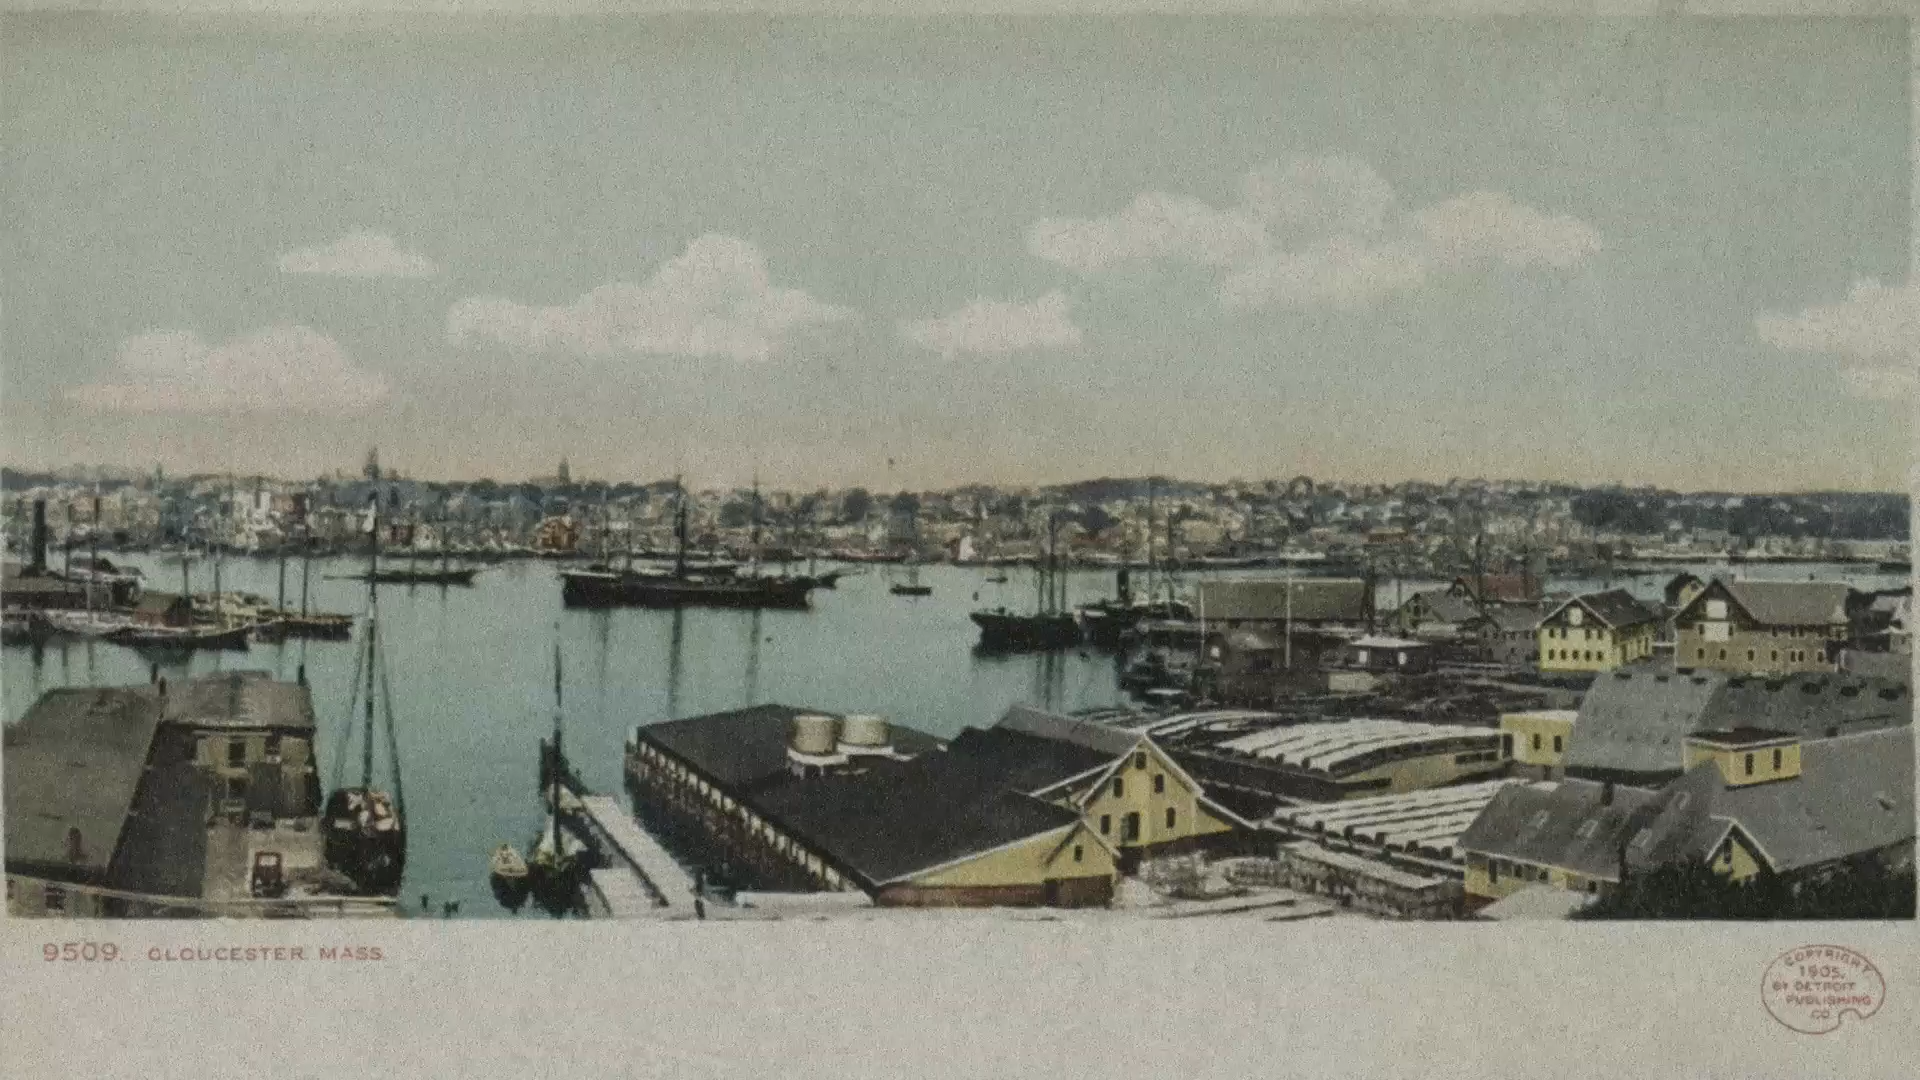 9509. GLOUCESTER. MASS.
COPYRIGHT
1905,
BY DETROIT
PUBLISHING
CO.